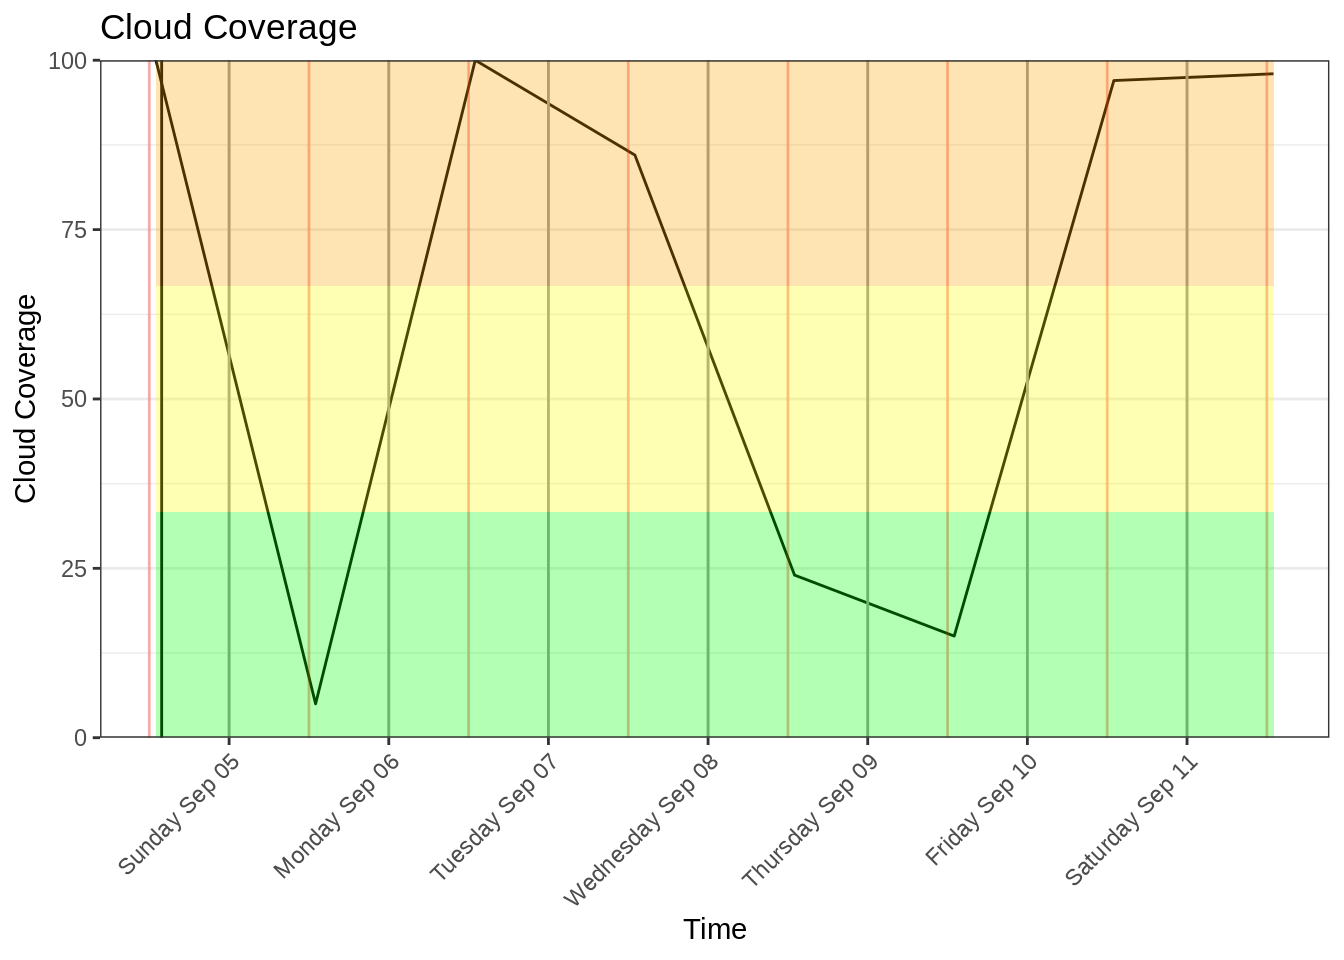 Cloud Coverage
Cloud Coverage
100
75
50
25
0
Sunday Sep 05
Monday Sep 06
Tuesday Sep 07
Wednesday Sep 08
Thursday Sep 09
Friday Sep 10
Saturday Sep 11
Time